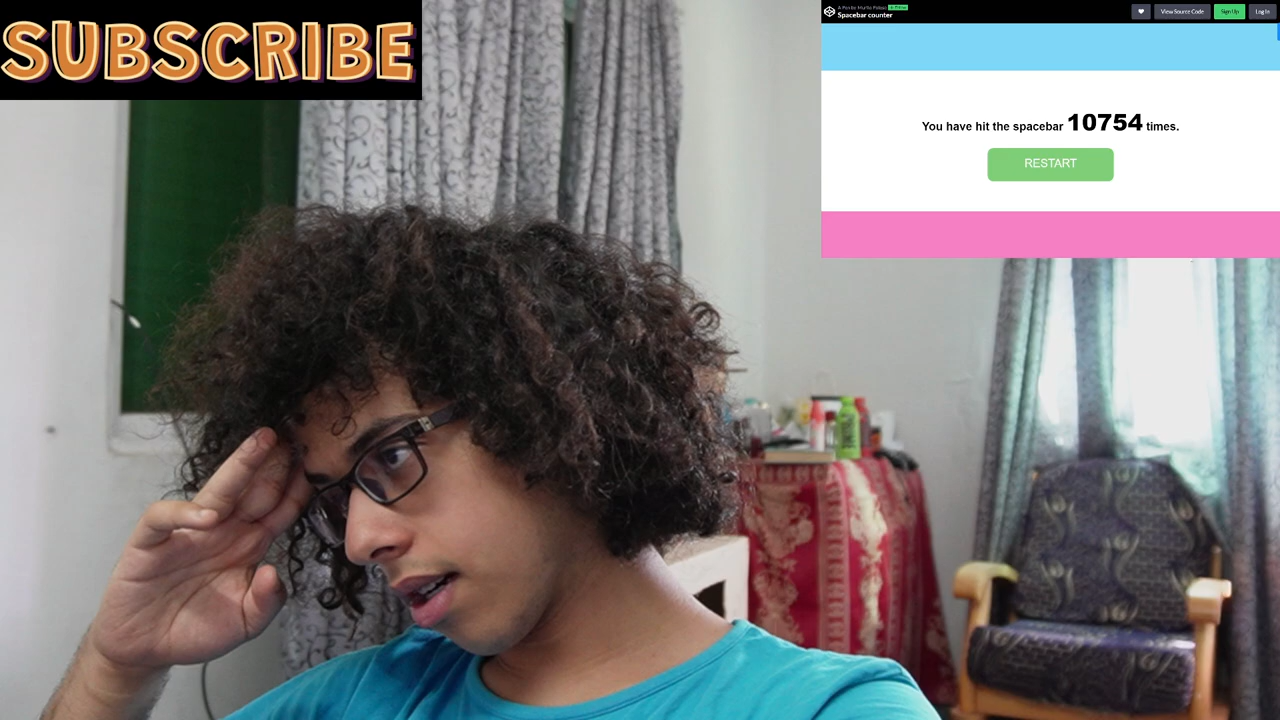 SUBSCRIBE
Spacebar counter
View Source Code
Sign Up
Log In
You have hit the spacebar 10754 times.
RESTART